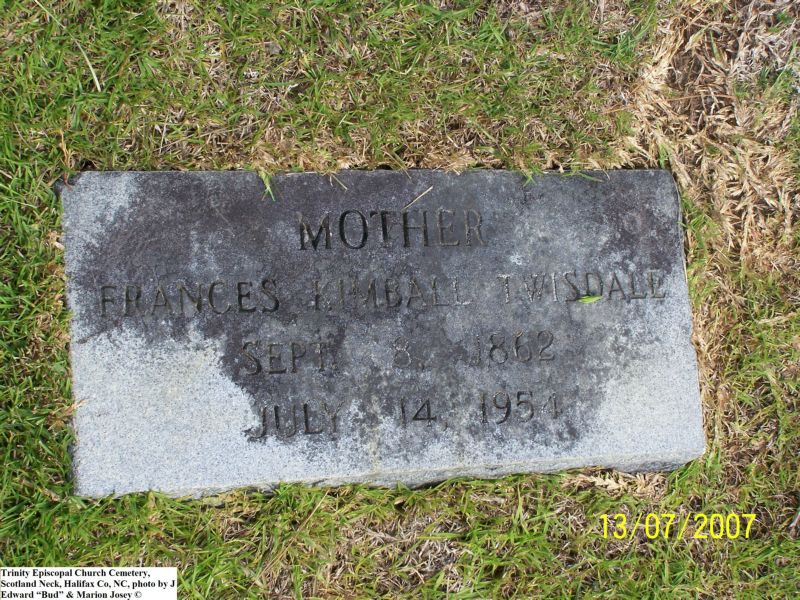 MOTHER
FRANCES KIMBALL TWISDALE
SEPT. 8, 1862
JULY 14, 1954
13/07/2007
Trinity Episcopal Church Cemetery,
Scotland Neck, Halifax Co, NC, photo by J
Edward “Bud” & Marion Josey ©